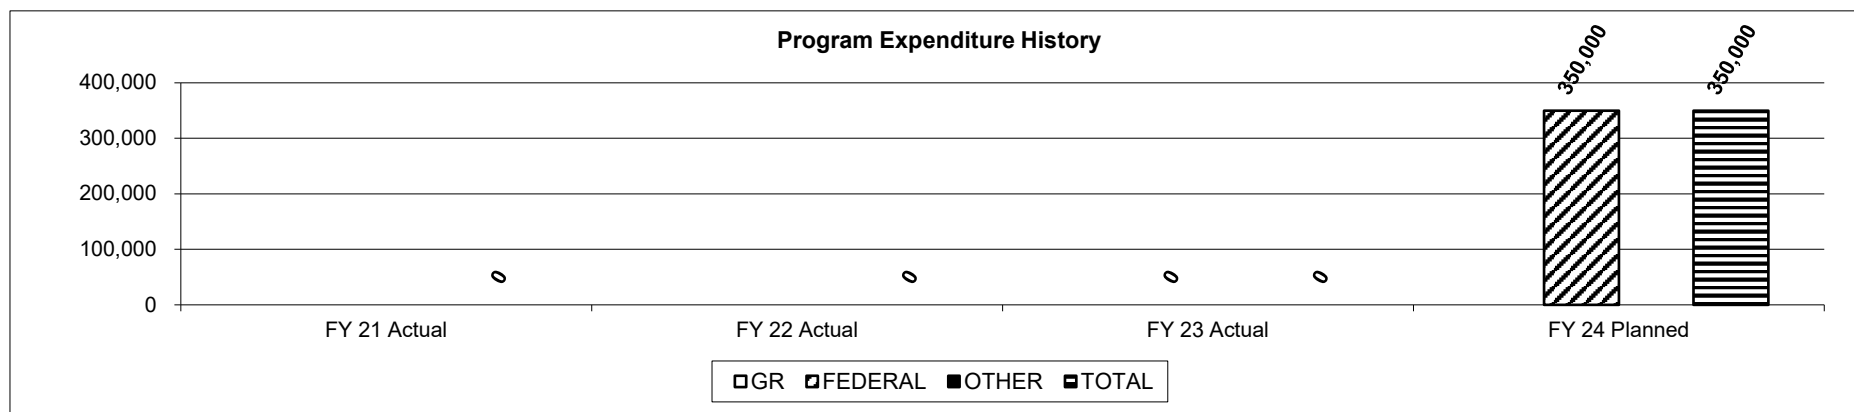 Program Expenditure History
350,000 350,000
400,000
300,000
200,000
100,000
0
0 0 0 0
FY 21 Actual FY 22 Actual FY 23 Actual FY 24 Planned
GR FEDERAL OTHER TOTAL